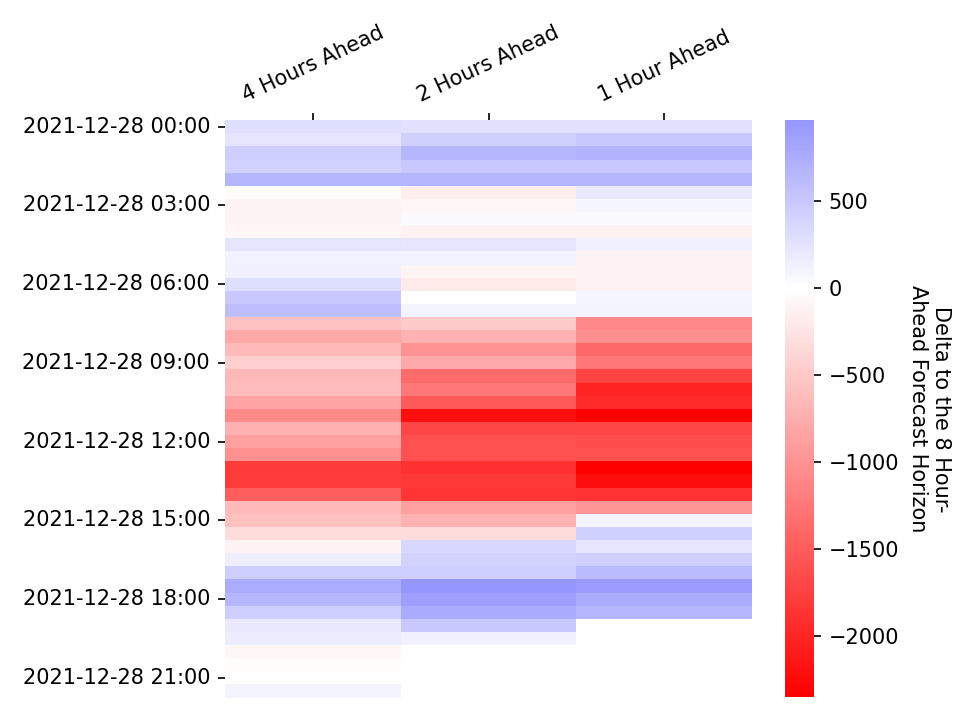 4 Hours Ahead
2 Hours Ahead
1 Hour Ahead
2021-12-28 00:00
2021-12-28 03:00
2021-12-28 06:00
2021-12-28 09:00
2021-12-28 12:00
2021-12-28 15:00
2021-12-28 18:00
2021-12-28 21:00
500
0
−500
−1000
−1500
−2000
Delta to the 8 Hour-
Ahead Forecast Horizon